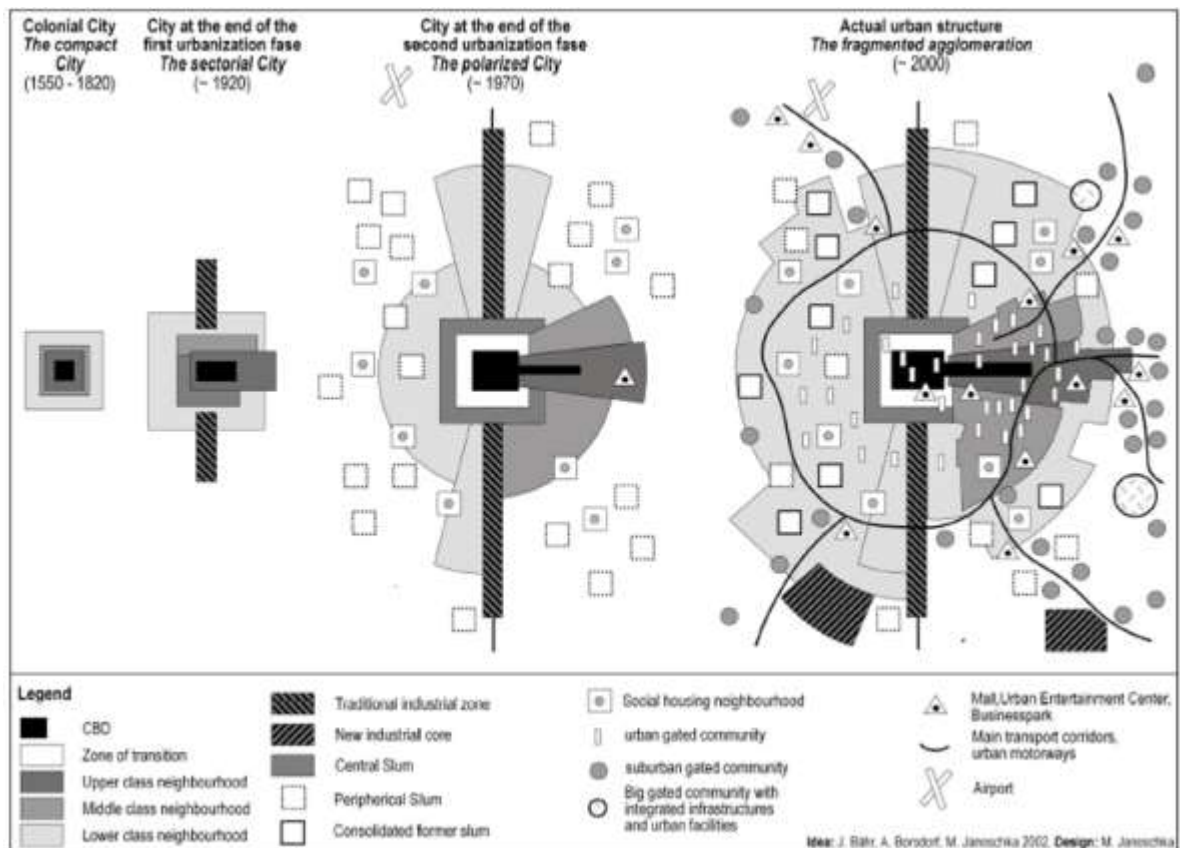 Colonial City
The compact
City
(1550 - 1820)
City at the end of the
first urbanization fase
The sectorial City
(~ 1920)
City at the end of the
second urbanization fase
The polarized City
(~ 1970)
Actual urban structure
The fragmented agglomeration
(~ 2000)
Legend
CBD
Zone of transition
Upper class neighbourhood
Middle class neighbourhood
Lower class neighbourhood
Traditional industrial zone
New industrial core
Central Slum
Peripherical Slum
Consolidated former slum
Social housing neighbourhood
urban gated community
suburban gated community
Big gated community with
integrated infrastructures
and urban facilities
Mall,Urban Entertainment Center,
Businesspark
Main transport corridors,
urban motorways
Airport
Idea: J. Bähr, A. Borsdorf, M. Janoschka 2002, Design: M. Janoschka